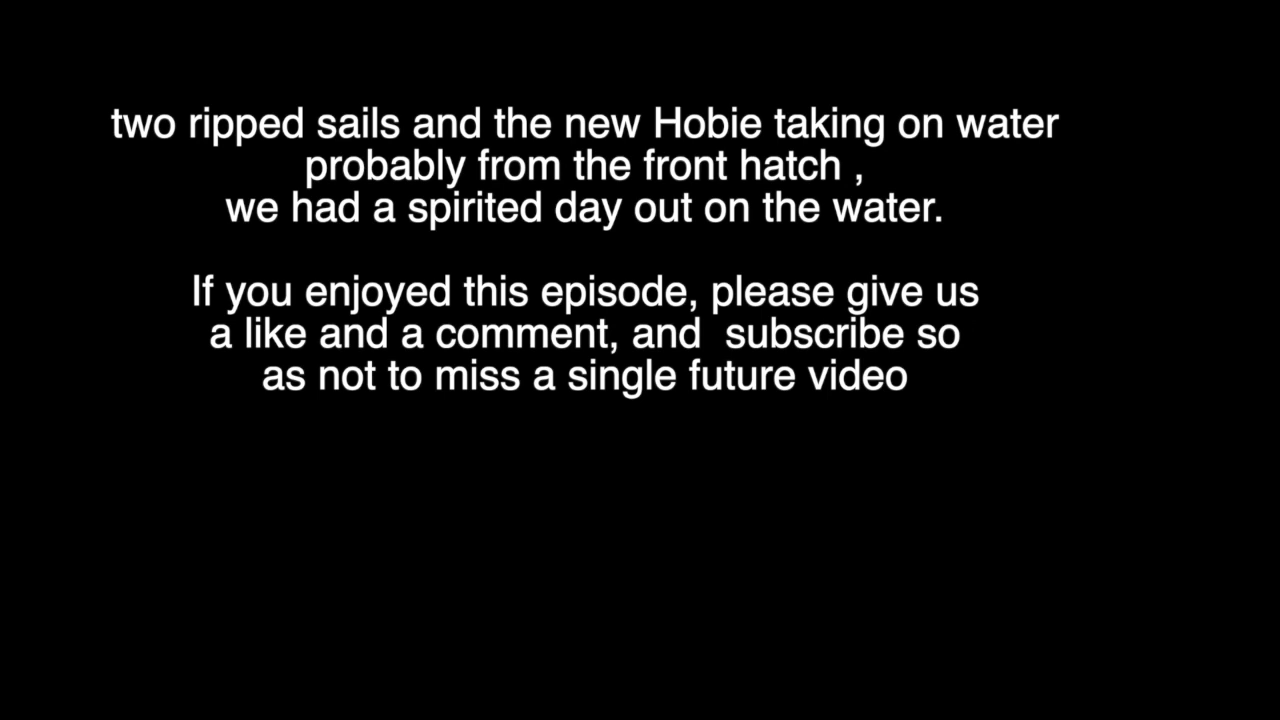 two ripped sails and the new Hobie taking on water
probably from the front hatch ,
we had a spirited day out on the water.
If you enjoyed this episode, please give us
a like and a comment, and  subscribe so
as not to miss a single future video